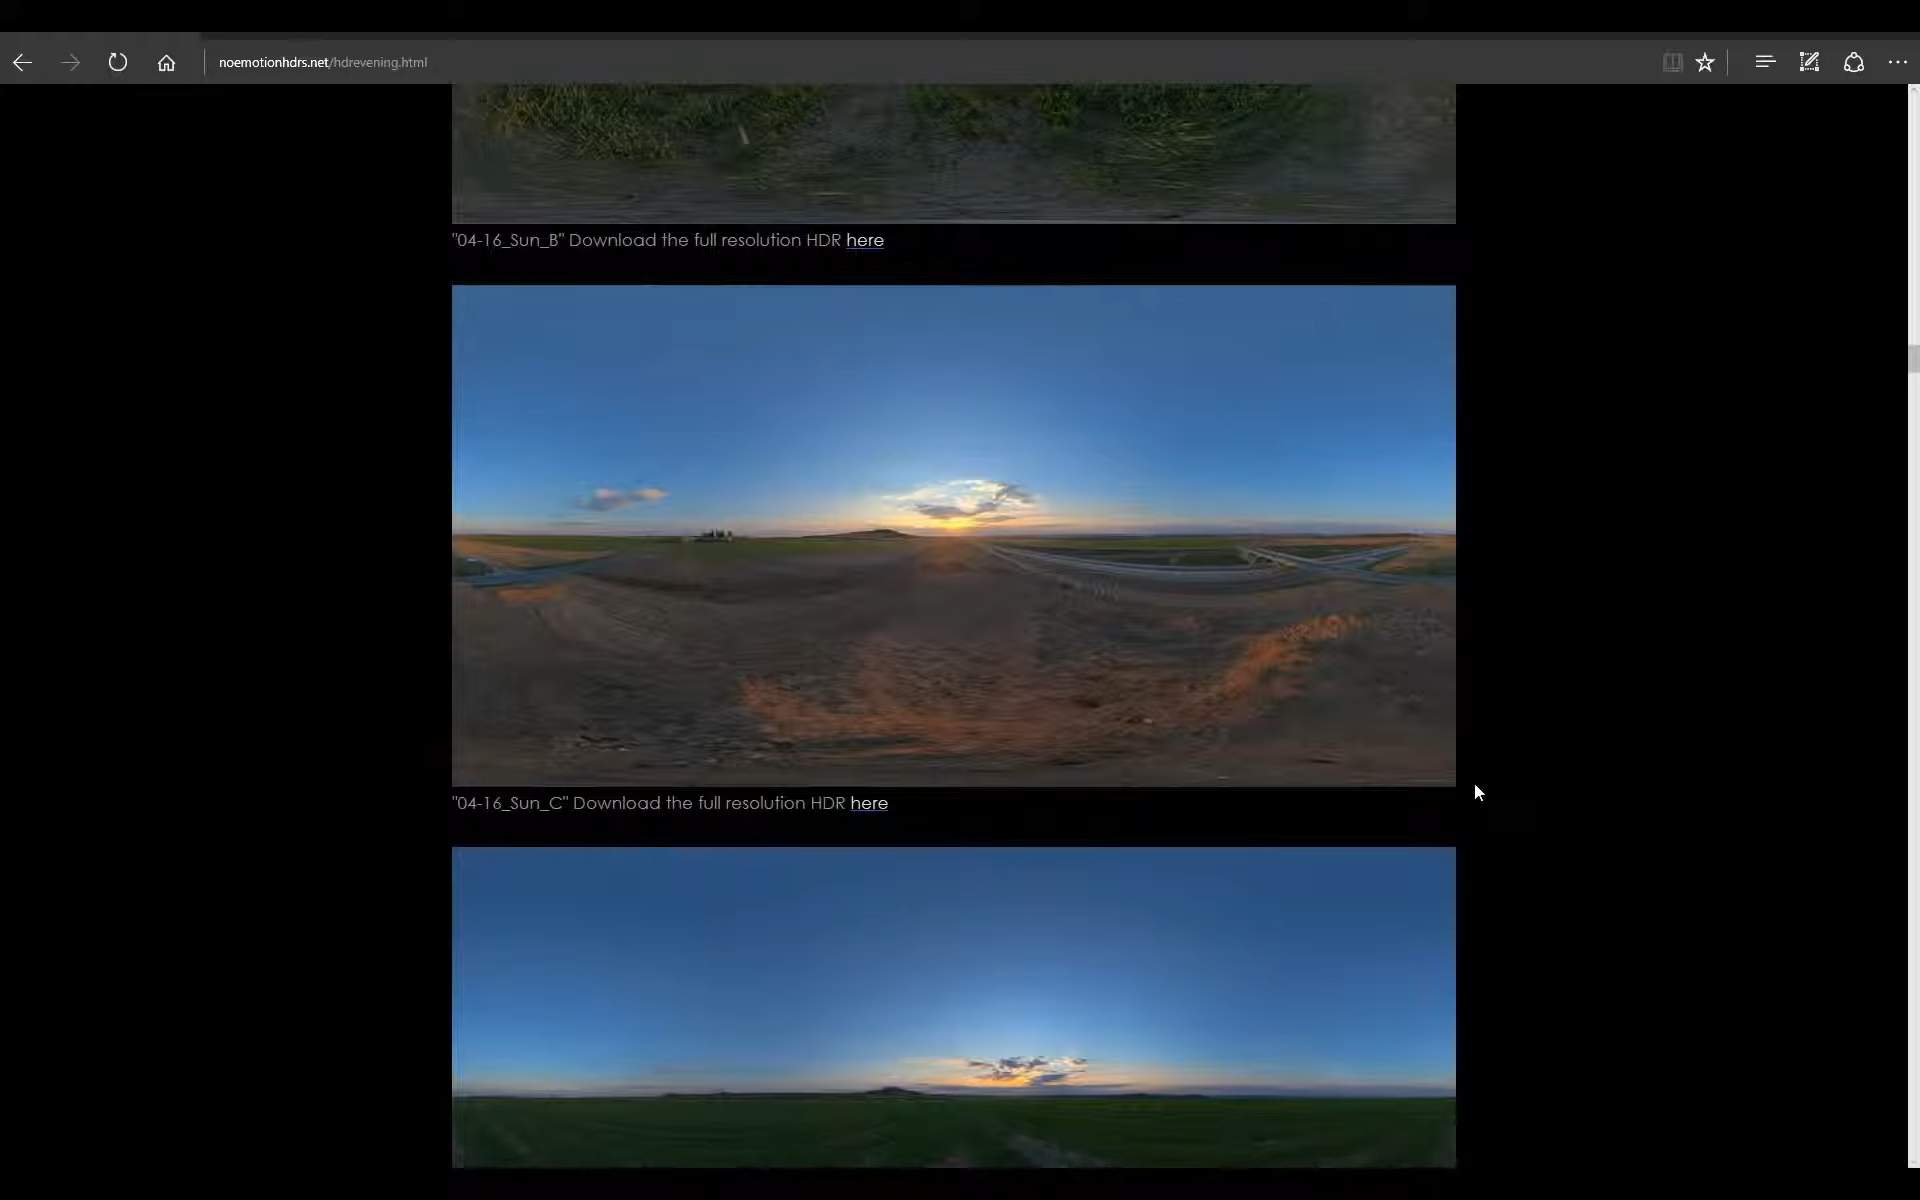 noemotionhdrs.net/hdrevening.html
"04-16_Sun_B" Download the full resolution HDR here
"04-16_Sun_C" Download the full resolution HDR here